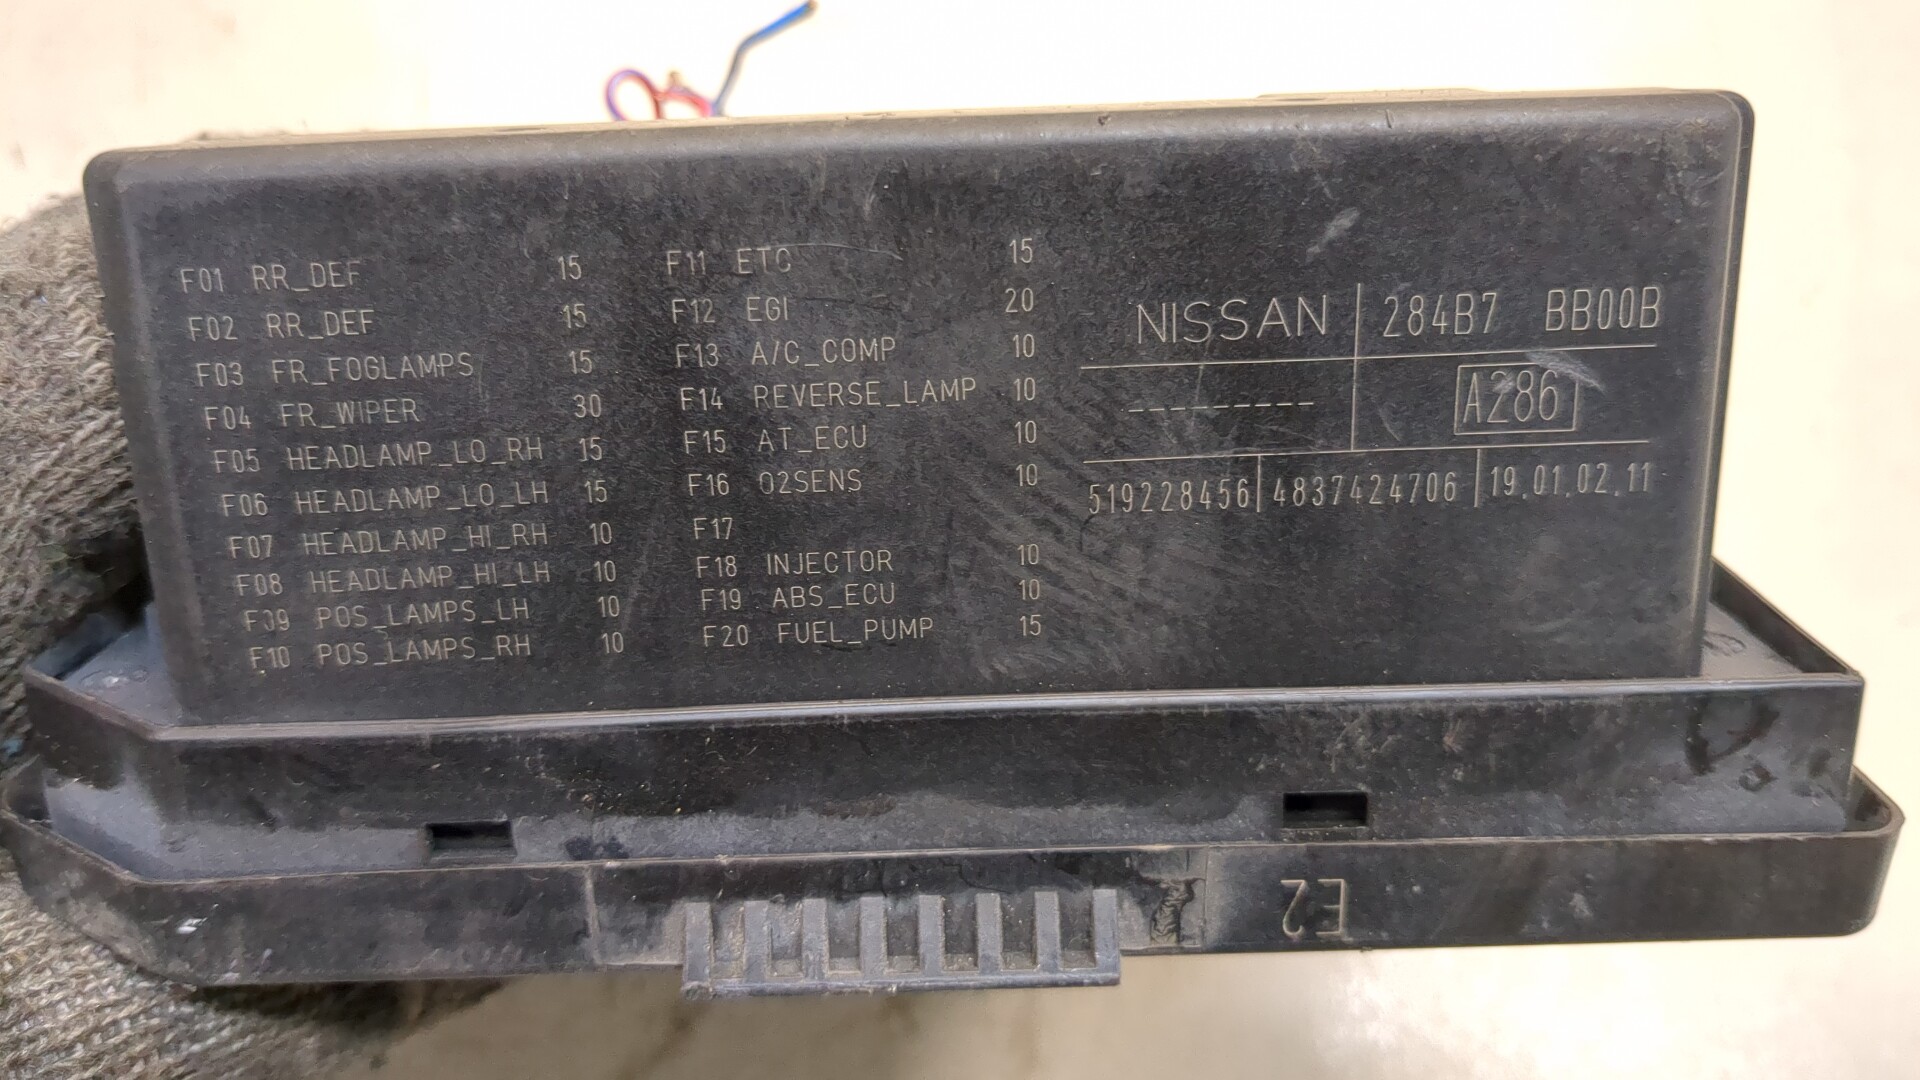 F01 RR_DEF 15
F02 RR_DEF 15
F03 FR_FOGLAMPS 15
F04 FR_WIPER 30
F05 HEADLAMP_LO_RH 15
F06 HEADLAMP_LO_LH 15
F07 HEADLAMP_HI_RH 10
F08 HEADLAMP_HI_LH 10
F09 POS_LAMPS_LH 10
F10 POS_LAMPS_RH 10
F11 ETC 15
F12 EGI 20
F13 A/C_COMP 10
F14 REVERSE_LAMP 10
F15 AT_ECU 10
F16 O2SENS 10
F17
F18 INJECTOR 10
F19 ABS_ECU 10
F20 FUEL_PUMP 15
NISSAN 284B7 BB00B
--------- A286
519228456 4837424706 19.01.02.11
E2